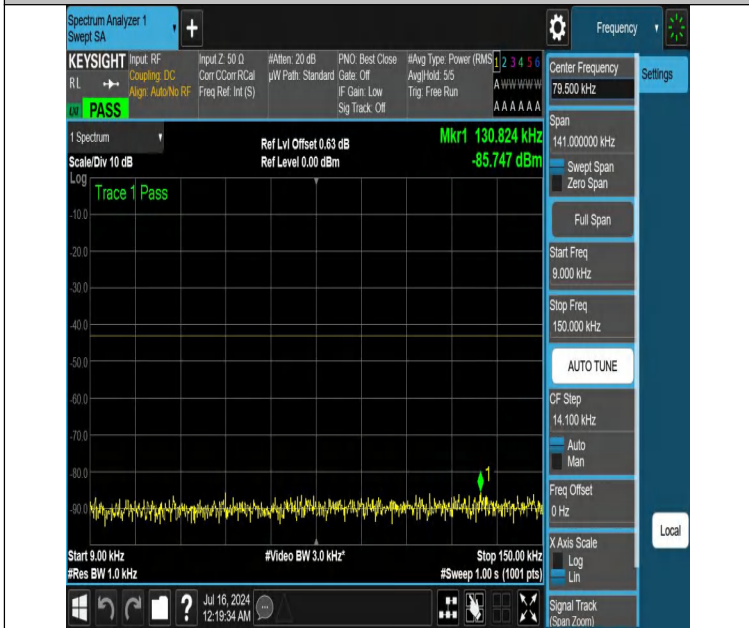 Spectrum Analyzer 1
Swept SA
Frequency
KEYSIGHT
RL
PASS
Input: RF
Coupling: DC
Align: Auto/No RF
Input Z: 50 Ω
Corr CCorr RCal
Freq Ref: Int (S)
#Atten: 20 dB
µW Path: Standard
PNO: Best Close
Gate: Off
IF Gain: Low
Sig Track: Off
#Avg Type: Power (RMS
Avg|Hold: 5/5
Trig: Free Run
1 2 3 4 5 6
A W W W W W
A A A A A A
1 Spectrum
Scale/Div 10 dB
Log
Ref Lvl Offset 0.63 dB
Ref Level 0.00 dBm
Mkr1 130.824 kHz
-85.747 dBm
Trace 1 Pass
-10.0
-20.0
-30.0
-40.0
-50.0
-60.0
-70.0
-80.0
-90.0
1
Start 9.00 kHz
#Res BW 1.0 kHz
#Video BW 3.0 kHz*
Stop 150.00 kHz
#Sweep 1.00 s (1001 pts)
Center Frequency
79.500 kHz
Settings
Span
141.000000 kHz
Swept Span
Zero Span
Full Span
Start Freq
9.000 kHz
Stop Freq
150.000 kHz
AUTO TUNE
CF Step
14.100 kHz
Auto
Man
Freq Offset
0 Hz
X Axis Scale
Log
Lin
Local
Signal Track
(Span Zoom)
?
Jul 16, 2024
12:19:34 AM